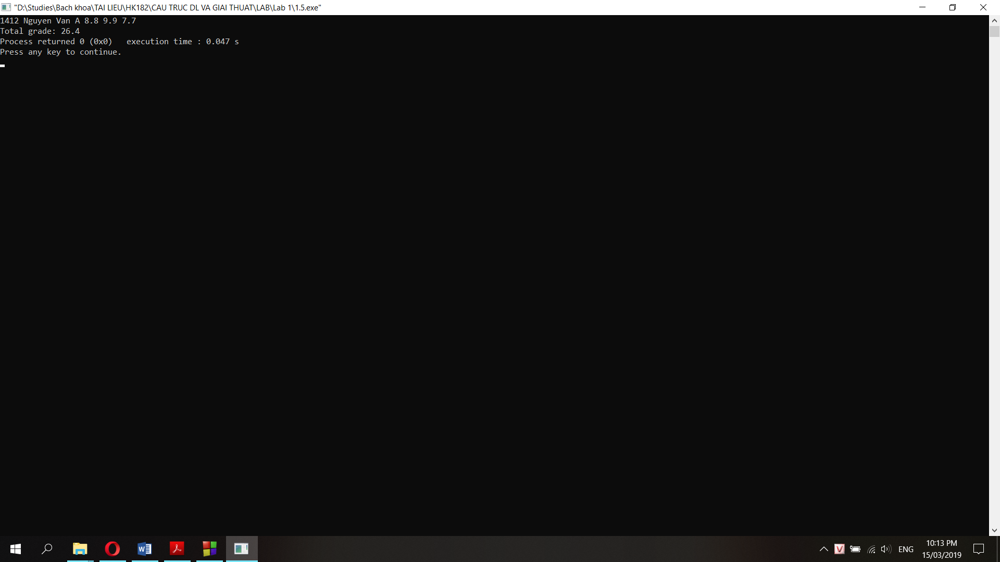 "D:\Studies\Bach khoa\TAI LIEU\HK182\CAU TRUC DL VA GIAI THUAT\LAB\Lab 1\1.5.exe"
1412 Nguyen Van A 8.8 9.9 7.7
Total grade: 26.4
Process returned 0 (0x0)   execution time : 0.047 s
Press any key to continue.
ENG
10:13 PM
15/03/2019